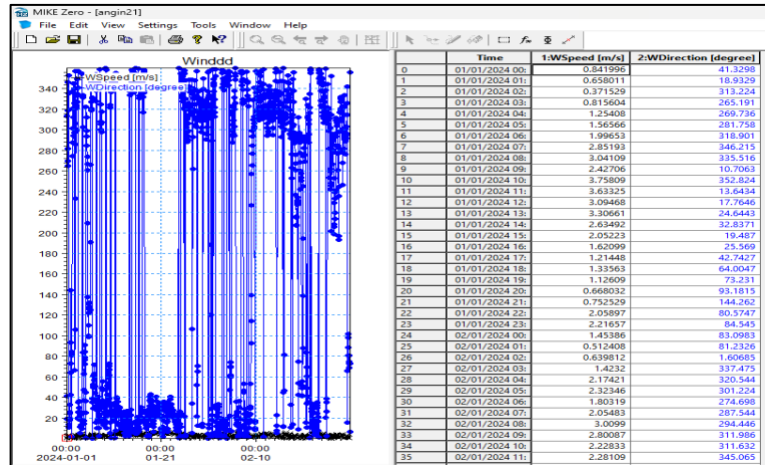 MIKE Zero - [angin21]
File Edit View Settings Tools Window Help
Winddd
WSpeed [m/s]
WDirection [degree]
340
320
300
280
260
240
220
200
180
160
140
120
100
80
60
40
20
00:00 00:00 00:00
2024-01-01 01-21 02-10
Time 1:WSpeed [m/s] 2:WDirection [degree]
0 01/01/2024 00: 0.841996 41.3298
1 01/01/2024 01: 0.658011 18.9329
2 01/01/2024 02: 0.371529 313.224
3 01/01/2024 03: 0.815604 265.191
4 01/01/2024 04: 1.25408 269.736
5 01/01/2024 05: 1.56566 281.758
6 01/01/2024 06: 1.99653 318.901
7 01/01/2024 07: 2.85193 346.215
8 01/01/2024 08: 3.04109 335.516
9 01/01/2024 09: 2.42706 10.7063
10 01/01/2024 10: 3.75809 352.824
11 01/01/2024 11: 3.63325 13.6434
12 01/01/2024 12: 3.09468 17.7646
13 01/01/2024 13: 3.30661 24.6443
14 01/01/2024 14: 2.63492 32.8371
15 01/01/2024 15: 2.05223 19.487
16 01/01/2024 16: 1.62099 25.569
17 01/01/2024 17: 1.21448 42.7427
18 01/01/2024 18: 1.33563 64.0047
19 01/01/2024 19: 1.12609 73.231
20 01/01/2024 20: 0.668032 93.1815
21 01/01/2024 21: 0.752529 144.262
22 01/01/2024 22: 2.05897 80.5747
23 01/01/2024 23: 2.21657 84.545
24 02/01/2024 00: 1.45386 83.0983
25 02/01/2024 01: 0.512408 81.2326
26 02/01/2024 02: 0.639812 1.60685
27 02/01/2024 03: 1.4232 337.475
28 02/01/2024 04: 2.17421 320.544
29 02/01/2024 05: 2.32346 301.224
30 02/01/2024 06: 1.80319 274.698
31 02/01/2024 07: 2.05483 287.544
32 02/01/2024 08: 3.0099 294.446
33 02/01/2024 09: 2.80087 311.986
34 02/01/2024 10: 2.22833 311.632
35 02/01/2024 11: 2.28109 345.065